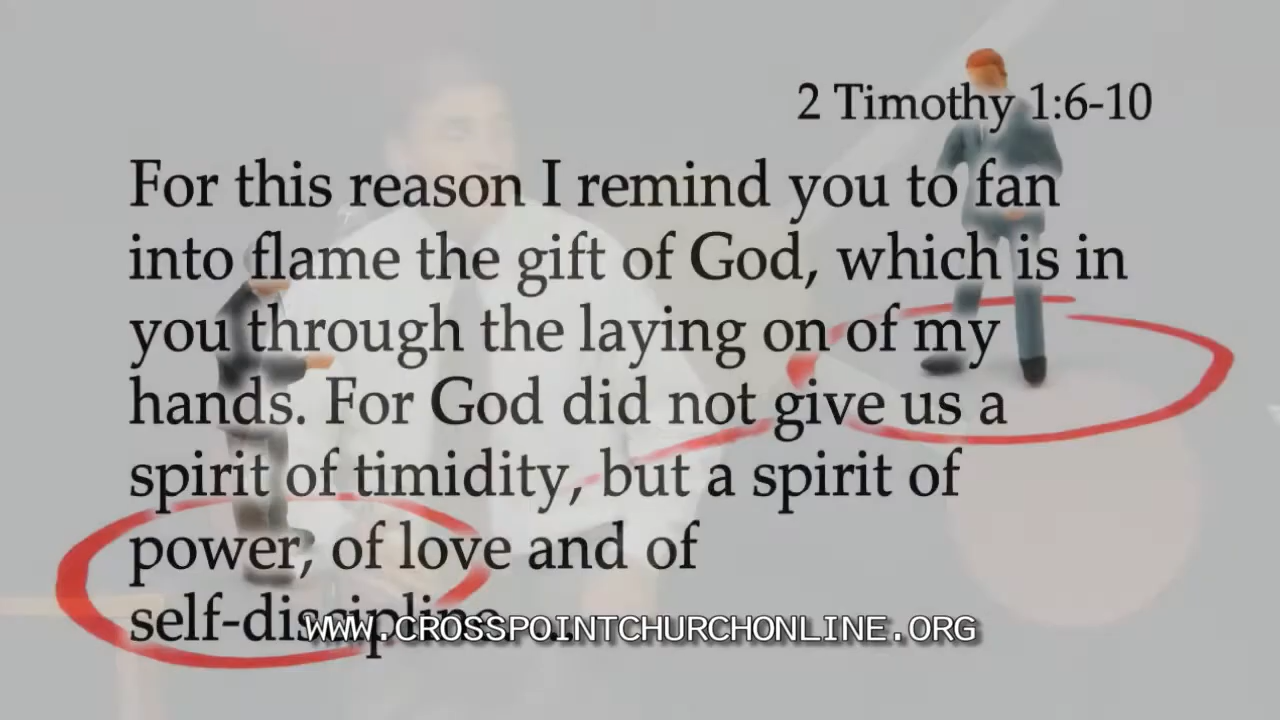 2 Timothy 1:6-10
For this reason I remind you to fan
into flame the gift of God, which is in
you through the laying on of my
hands. For God did not give us a
spirit of timidity, but a spirit of
power, of love and of
self-discipline. ...
WWW.CROSSPOINTCHURCHONLINE.ORG